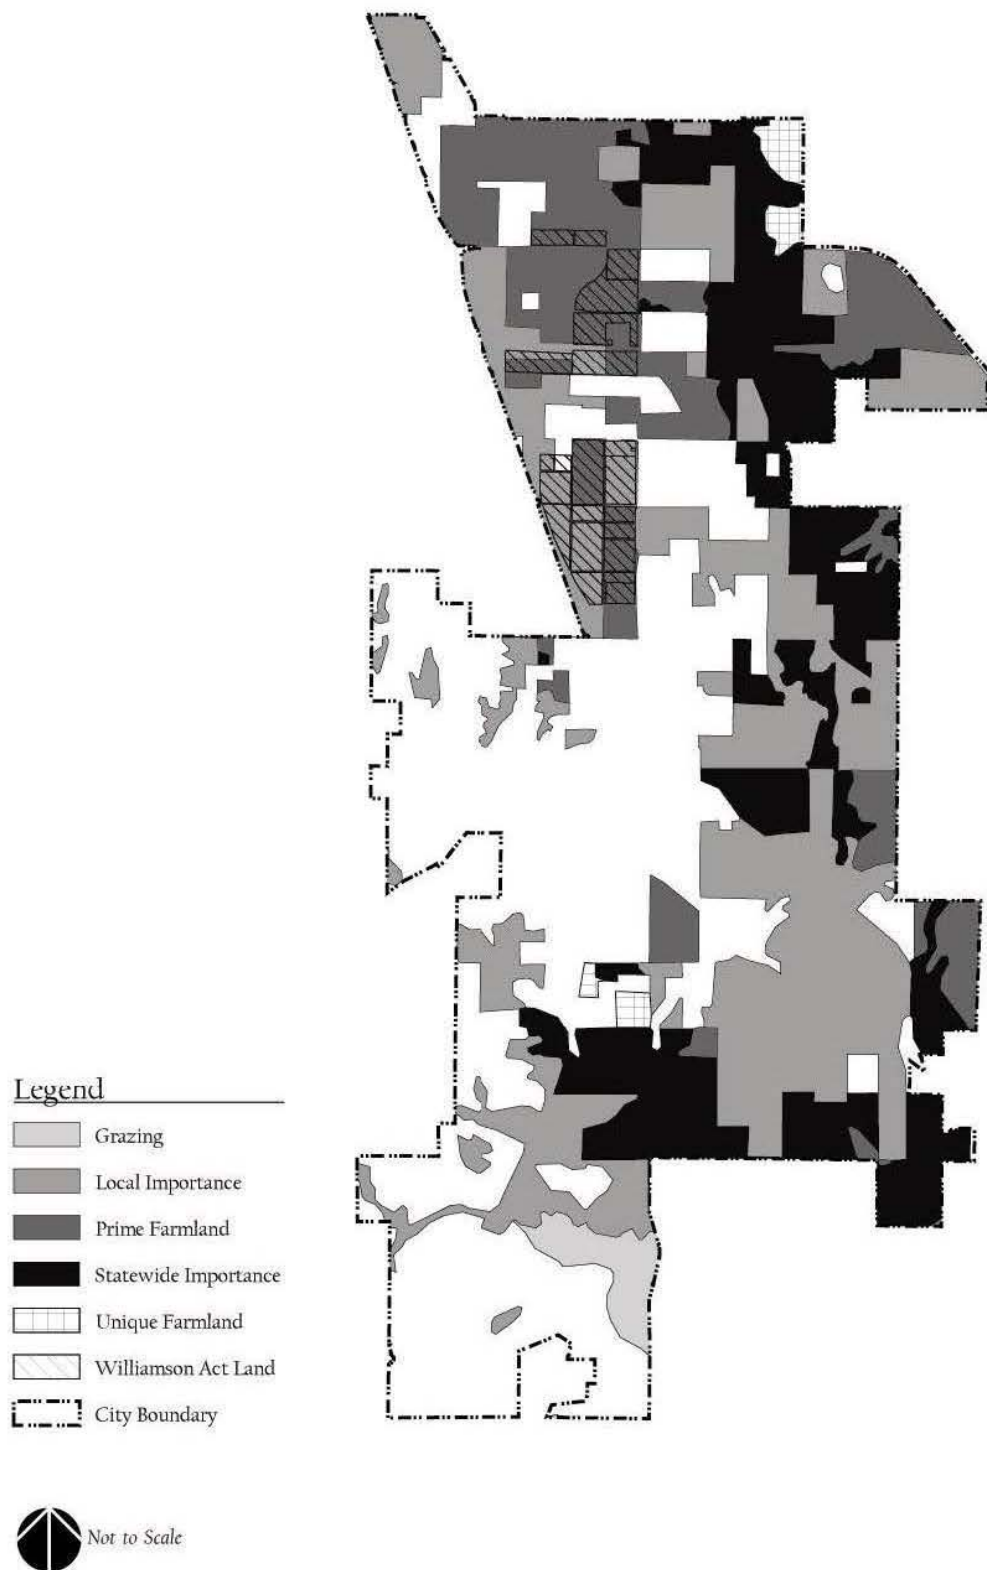 Legend
Grazing
Local Importance
Prime Farmland
Statewide Importance
Unique Farmland
Williamson Act Land
City Boundary
Not to Scale